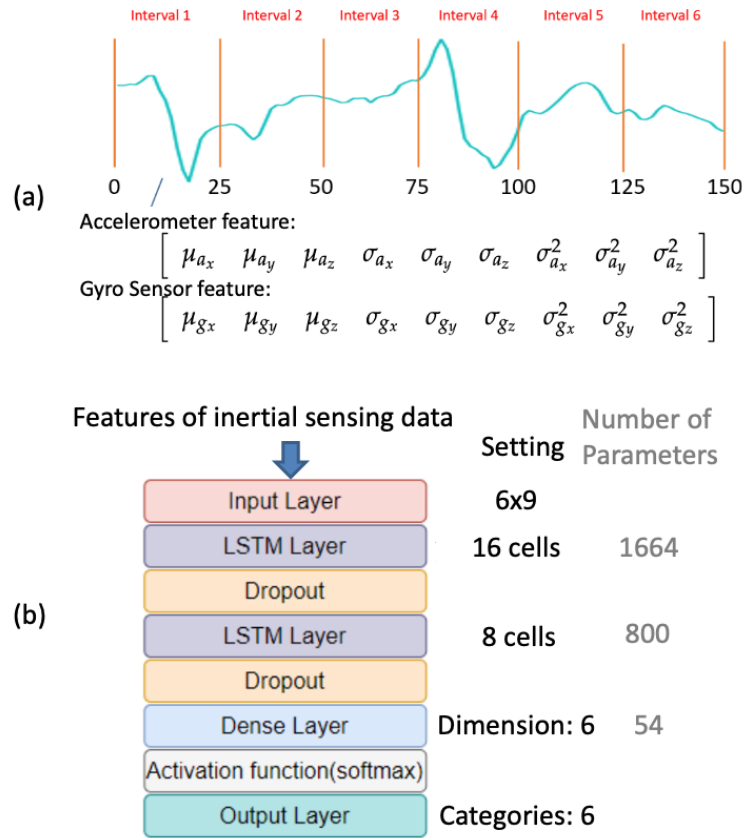 Interval 1 Interval 2 Interval 3 Interval 4 Interval 5 Interval 6
0 25 50 75 100 125 150
(a)
Accelerometer feature:
[ μ_{a_x} μ_{a_y} μ_{a_z} σ_{a_x} σ_{a_y} σ_{a_z} σ²_{a_x} σ²_{a_y} σ²_{a_z} ]
Gyro Sensor feature:
[ μ_{g_x} μ_{g_y} μ_{g_z} σ_{g_x} σ_{g_y} σ_{g_z} σ²_{g_x} σ²_{g_y} σ²_{g_z} ]
(b)
Features of inertial sensing data
Setting
Number of
Parameters
Input Layer 6x9
LSTM Layer 16 cells 1664
Dropout
LSTM Layer 8 cells 800
Dropout
Dense Layer Dimension: 6 54
Activation function(softmax)
Output Layer Categories: 6